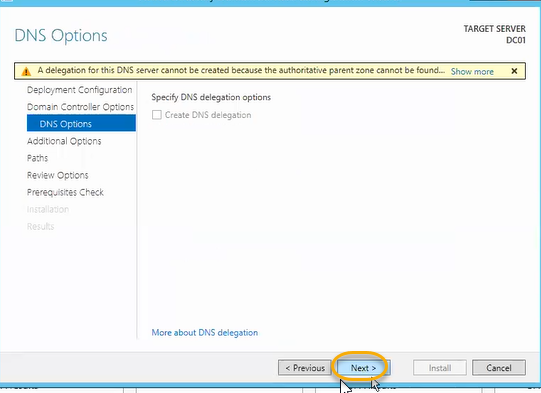 DNS Options
TARGET SERVER
DC01
A delegation for this DNS server cannot be created because the authoritative parent zone cannot be found... Show more
Deployment Configuration
Domain Controller Options
DNS Options
Additional Options
Paths
Review Options
Prerequisites Check
Installation
Results
Specify DNS delegation options
Create DNS delegation
More about DNS delegation
< Previous
Next >
Install
Cancel